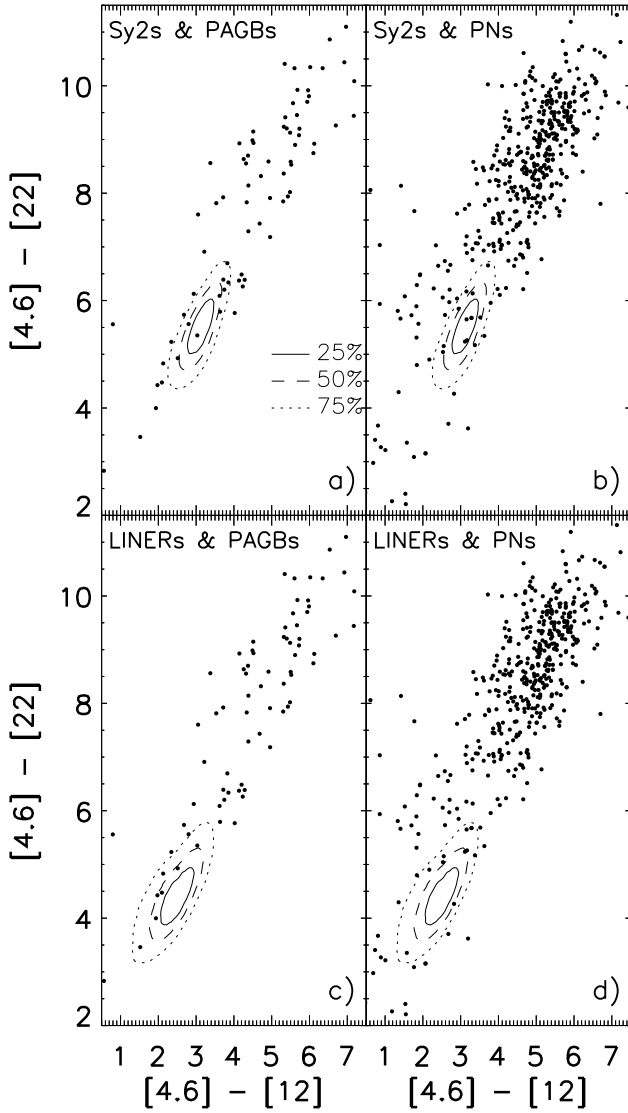 Sy2s & PAGBs
Sy2s & PNs
10
8
6
4
2
[4.6] – [22]
25%
50%
75%
a)
b)
LINERs & PAGBs
LINERs & PNs
10
8
6
4
2
[4.6] – [22]
c)
d)
1 2 3 4 5 6 7
1 2 3 4 5 6 7
[4.6] – [12]
[4.6] – [12]